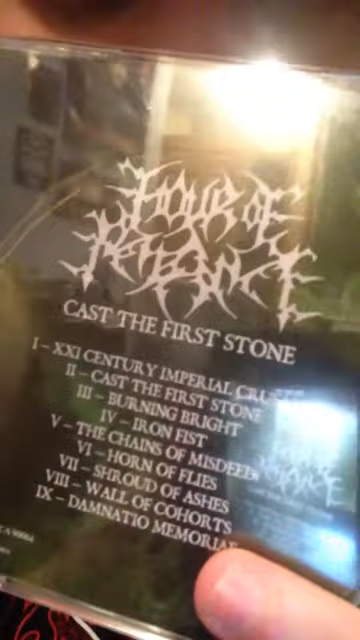 HOUR OF
PENANCE
CAST THE FIRST STONE
I – XXI CENTURY IMPERIAL
II – CAST THE FIRST STONE
III – BURNING BRIGHT
IV – IRON FIST
V – THE CHAINS OF MISDEEDS
VI – HORN OF FLIES
VII – SHROUD OF ASHES
VIII – WALL OF COHORTS
IX – DAMNATIO MEMORIAE